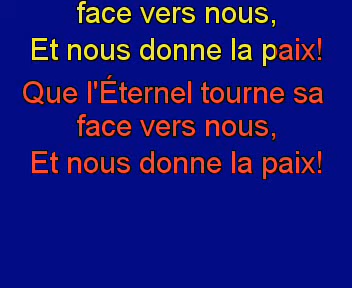 face vers nous,
Et nous donne la paix!
Que l'Éternel tourne sa
face vers nous,
Et nous donne la paix!